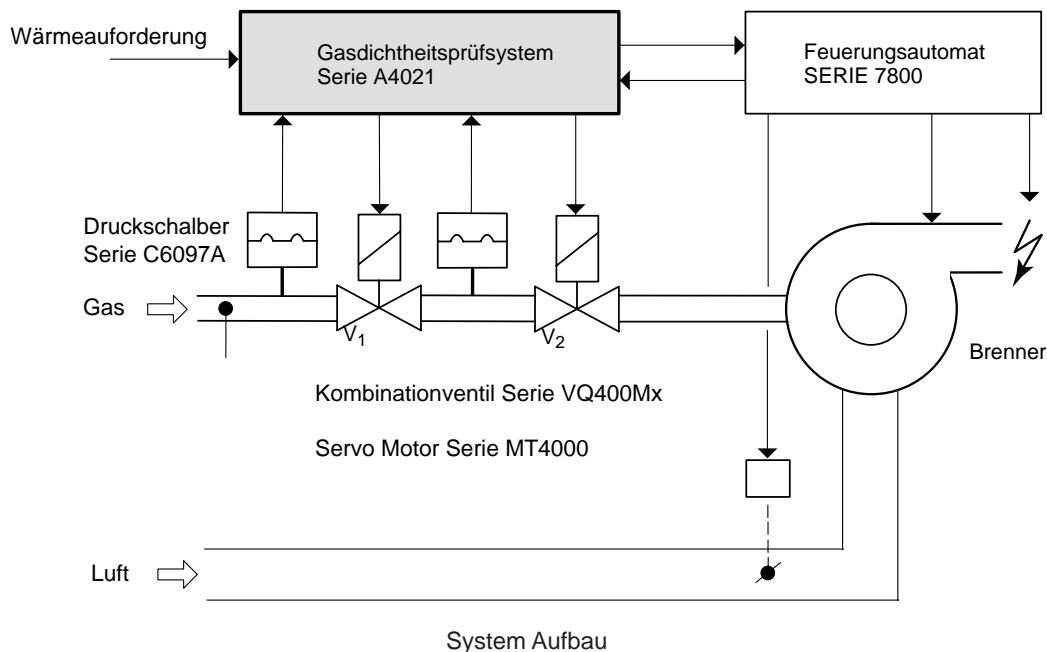 Wärmeauforderung
Gasdichtheitsprüfsystem
Serie A4021
Feuerungsautomat
SERIE 7800
Druckschalber
Serie C6097A
Gas
V1
V2
Brenner
Kombinationventil Serie VQ400Mx
Servo Motor Serie MT4000
Luft
System Aufbau